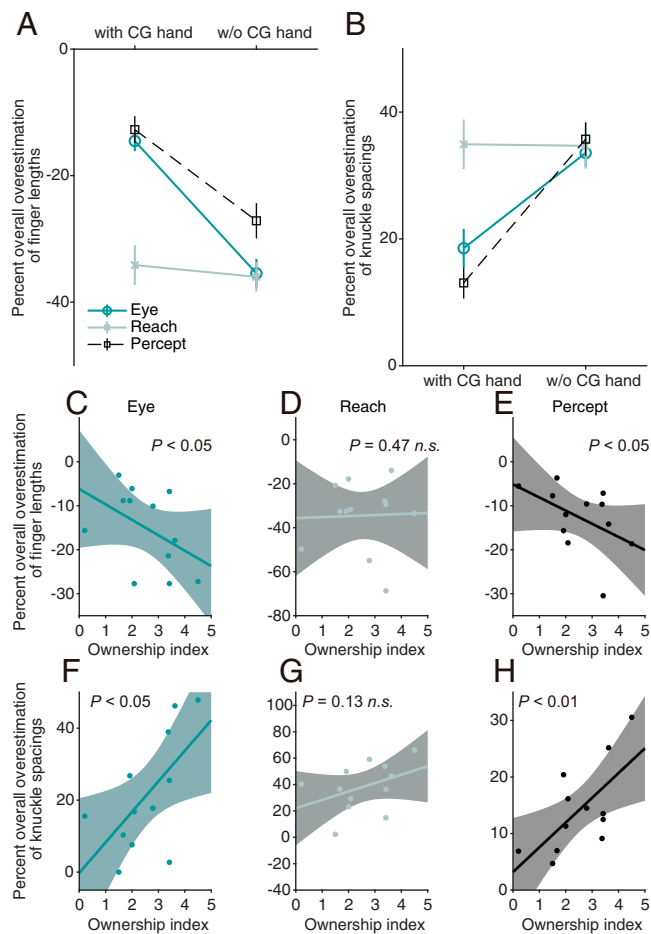 A
with CG hand
w/o CG hand
0
-20
-40
Percent overall overestimation
of finger lengths
Eye
Reach
Percept
B
40
20
0
Percent overall overestimation
of knuckle spacings
with CG hand
w/o CG hand
C
Eye
P < 0.05
0
-10
-20
-30
Percent overall overestimation
of finger lengths
0 1 2 3 4 5
Ownership index
D
Reach
P = 0.47 n.s.
-20
-40
-60
-80
0 1 2 3 4 5
Ownership index
E
Percept
P < 0.05
0
-10
-20
-30
0 1 2 3 4 5
Ownership index
F
P < 0.05
40
20
0
Percent overall overestimation
of knuckle spacings
0 1 2 3 4 5
Ownership index
G
P = 0.13 n.s.
100
80
60
40
20
0
-20
-40
0 1 2 3 4 5
Ownership index
H
P < 0.01
30
20
10
0
0 1 2 3 4 5
Ownership index